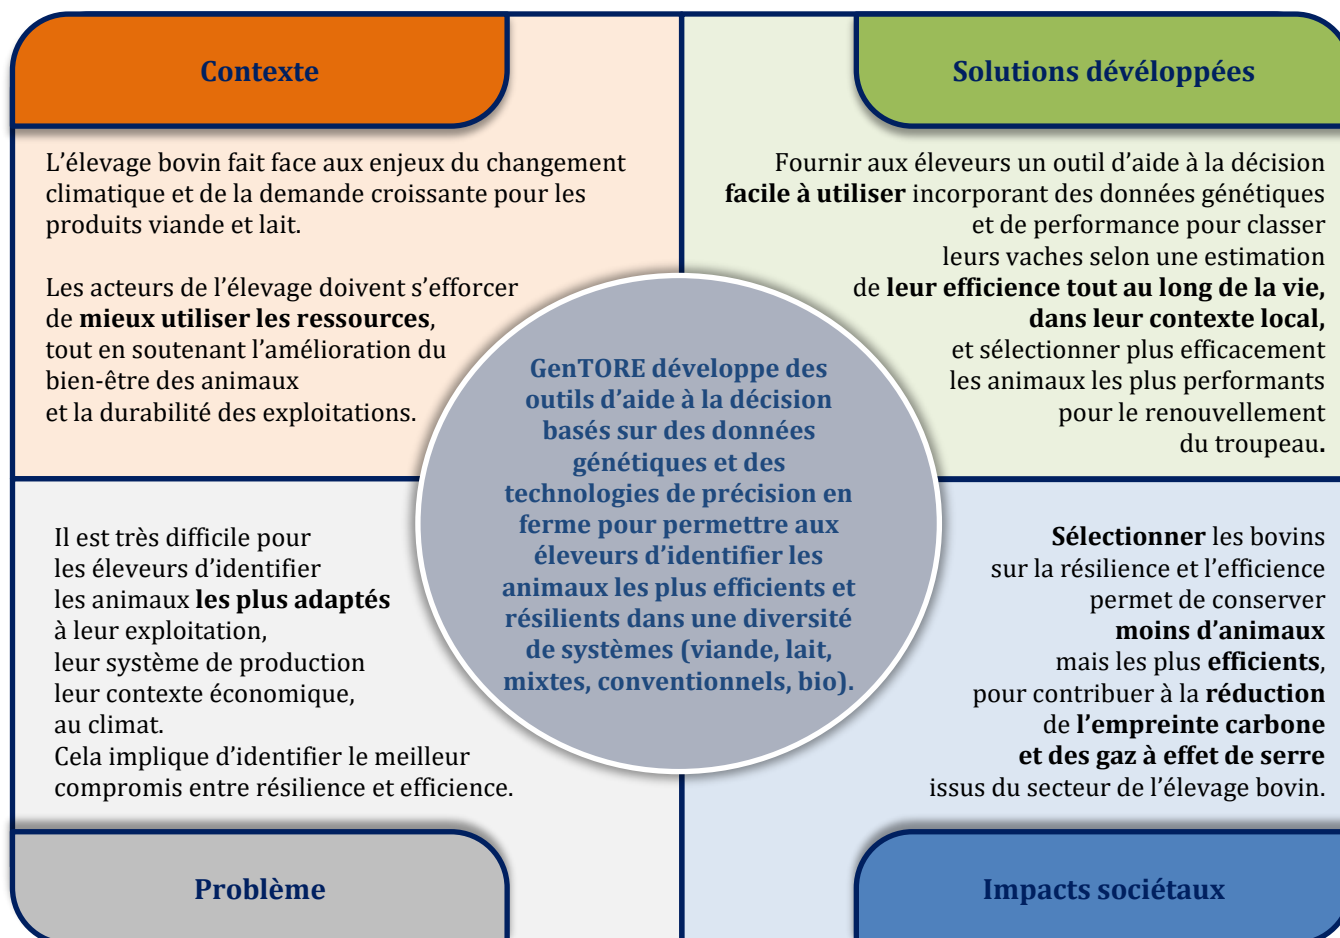 Contexte
L’élevage bovin fait face aux enjeux du changement
climatique et de la demande croissante pour les
produits viande et lait.
Les acteurs de l’élevage doivent s’efforcer
de mieux utiliser les ressources,
tout en soutenant l’amélioration du
bien-être des animaux
et la durabilité des exploitations.
Solutions dévéloppées
Fournir aux éleveurs un outil d’aide à la décision
facile à utiliser incorporant des données génétiques
et de performance pour classer
leurs vaches selon une estimation
de leur efficience tout au long de la vie,
dans leur contexte local,
et sélectionner plus efficacement
les animaux les plus performants
pour le renouvellement
du troupeau.
GenTORE développe des
outils d’aide à la décision
basés sur des données
génétiques et des
technologies de précision en
ferme pour permettre aux
éleveurs d’identifier les
animaux les plus efficients et
résilients dans une diversité
de systèmes (viande, lait,
mixtes, conventionnels, bio).
Il est très difficile pour
les éleveurs d’identifier
les animaux les plus adaptés
à leur exploitation,
leur système de production
leur contexte économique,
au climat.
Cela implique d’identifier le meilleur
compromis entre résilience et efficience.
Problème
Sélectionner les bovins
sur la résilience et l’efficience
permet de conserver
moins d’animaux
mais les plus efficients,
pour contribuer à la réduction
de l’empreinte carbone
et des gaz à effet de serre
issus du secteur de l’élevage bovin.
Impacts sociétaux